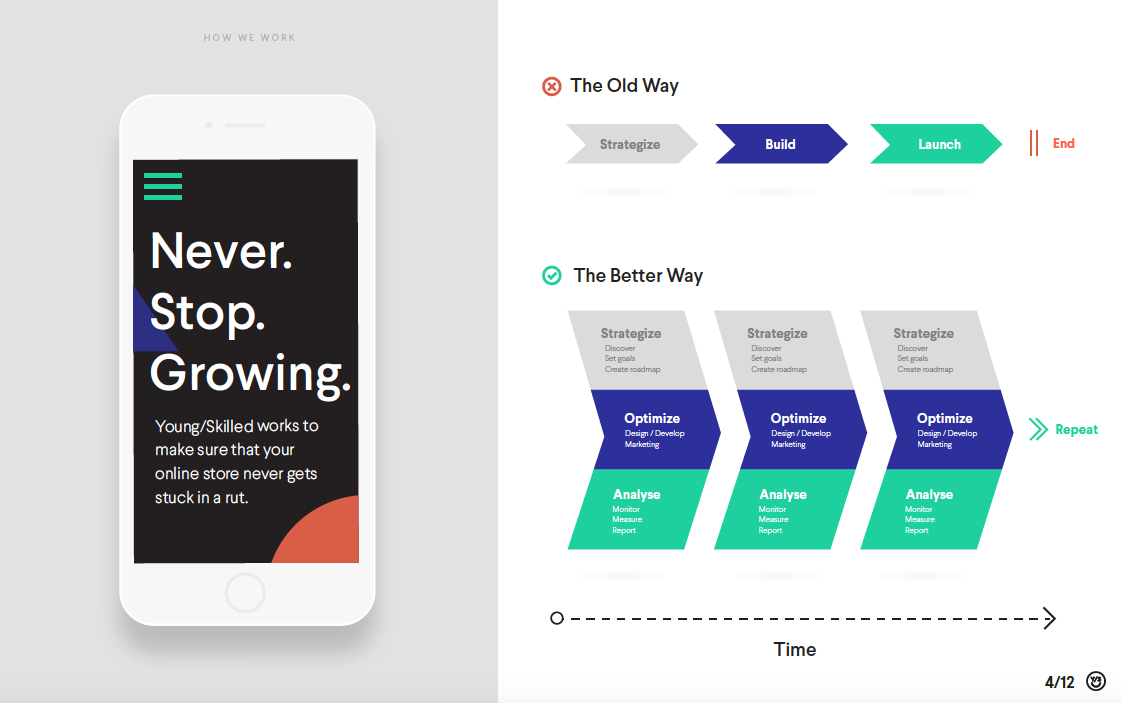 HOW WE WORK
Never.
Stop.
Growing.
Young/Skilled works to
make sure that your
online store never gets
stuck in a rut.
The Old Way
Strategize
Build
Launch
End
The Better Way
Strategize
Discover
Set goals
Create roadmap
Optimize
Design / Develop
Marketing
Analyse
Monitor
Measure
Report
Strategize
Discover
Set goals
Create roadmap
Optimize
Design / Develop
Marketing
Analyse
Monitor
Measure
Report
Strategize
Discover
Set goals
Create roadmap
Optimize
Design / Develop
Marketing
Analyse
Monitor
Measure
Report
Repeat
Time
4/12
Y/S